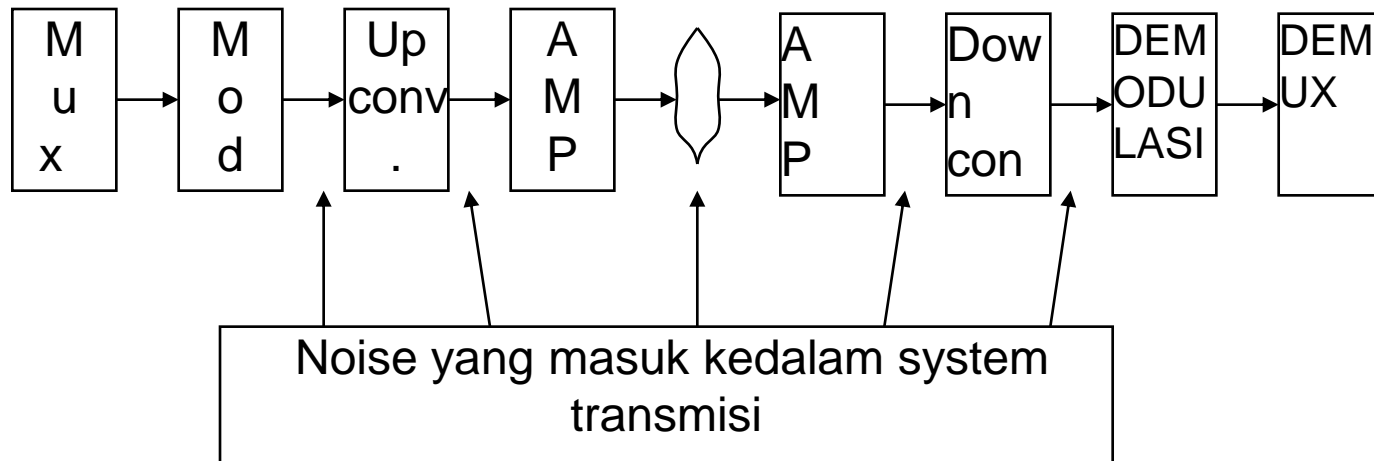 M
u
x
M
o
d
Up
conv
.
A
M
P
A
M
P
Dow
n
con
DEM
ODU
LASI
DEM
UX
Noise yang masuk kedalam system
transmisi